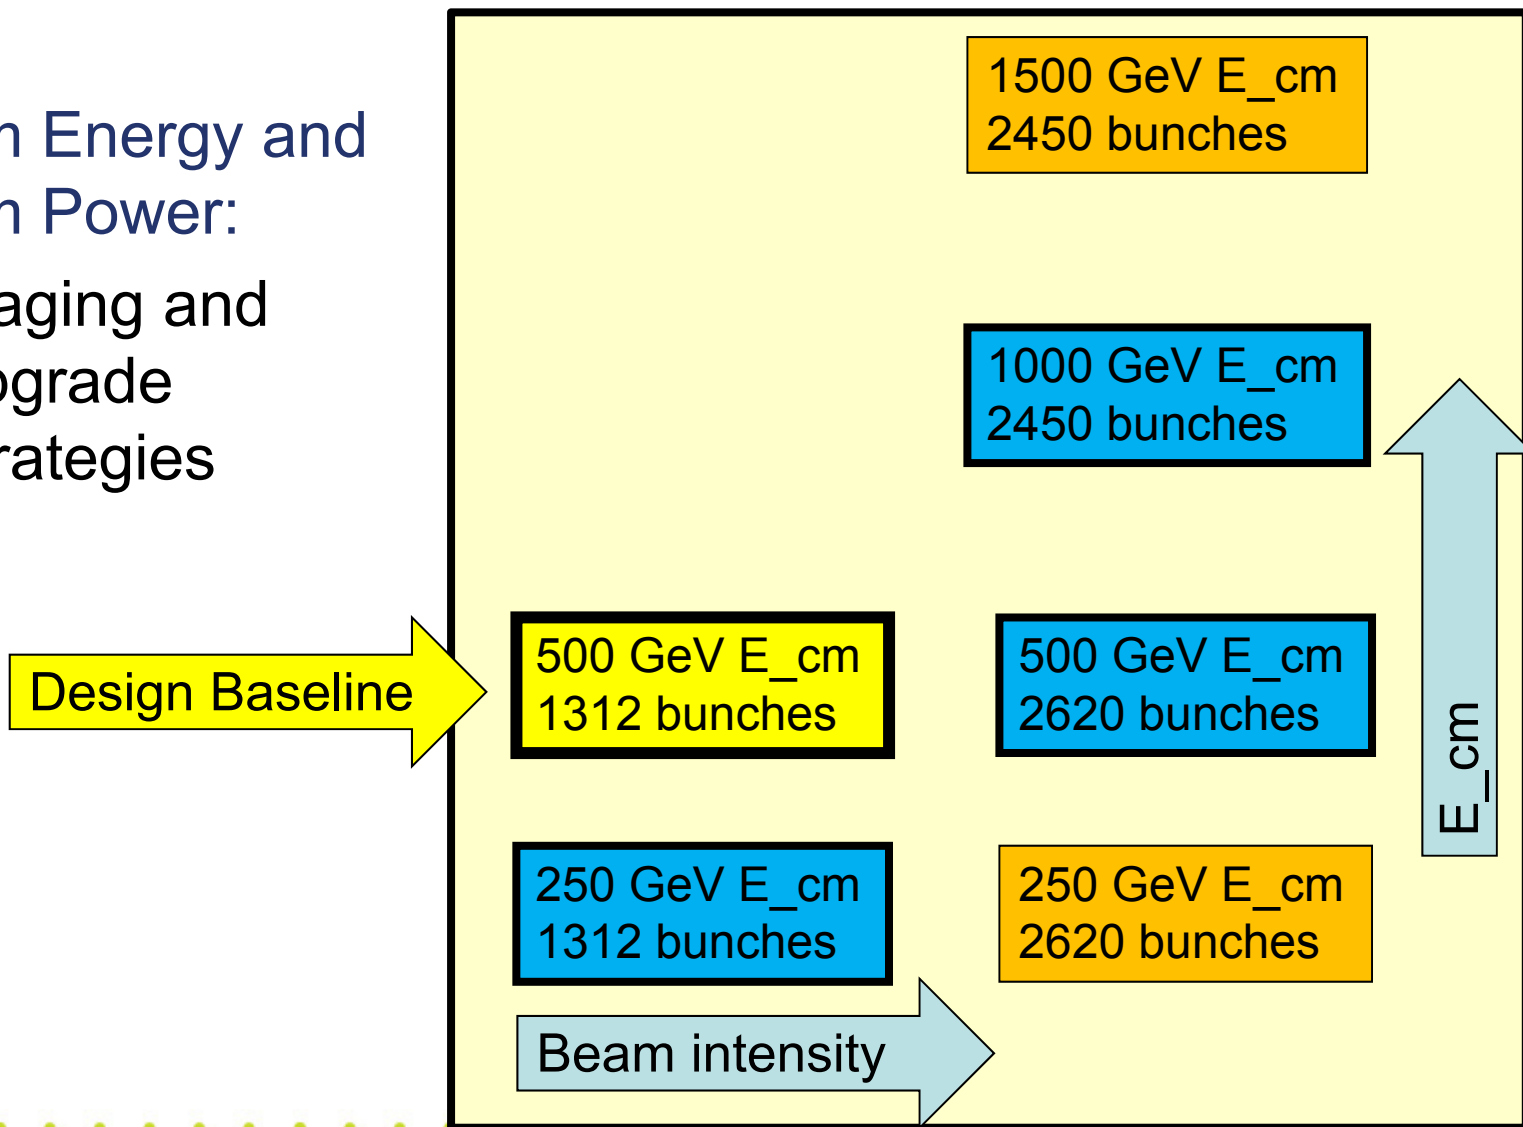 m Energy and
m Power:
aging and
ograde
rategies
Design Baseline
1500 GeV E_cm
2450 bunches
1000 GeV E_cm
2450 bunches
500 GeV E_cm
1312 bunches
500 GeV E_cm
2620 bunches
250 GeV E_cm
1312 bunches
250 GeV E_cm
2620 bunches
E_cm
Beam intensity